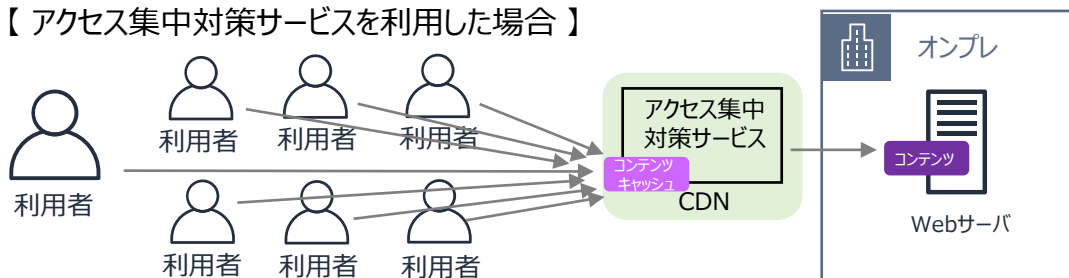 【 アクセス集中対策サービスを利用した場合 】
オンプレ
利用者
利用者
利用者
利用者
アクセス集中
対策サービス
コンテンツ
キャッシュ
CDN
コンテンツ
Webサーバ
利用者
利用者
利用者